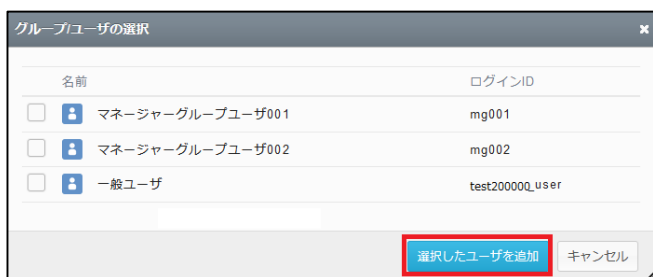 グループ/ユーザの選択 ×
名前 ログインID
マネージャーグループユーザ001 mg001
マネージャーグループユーザ002 mg002
一般ユーザ test200000_user
選択したユーザを追加 キャンセル